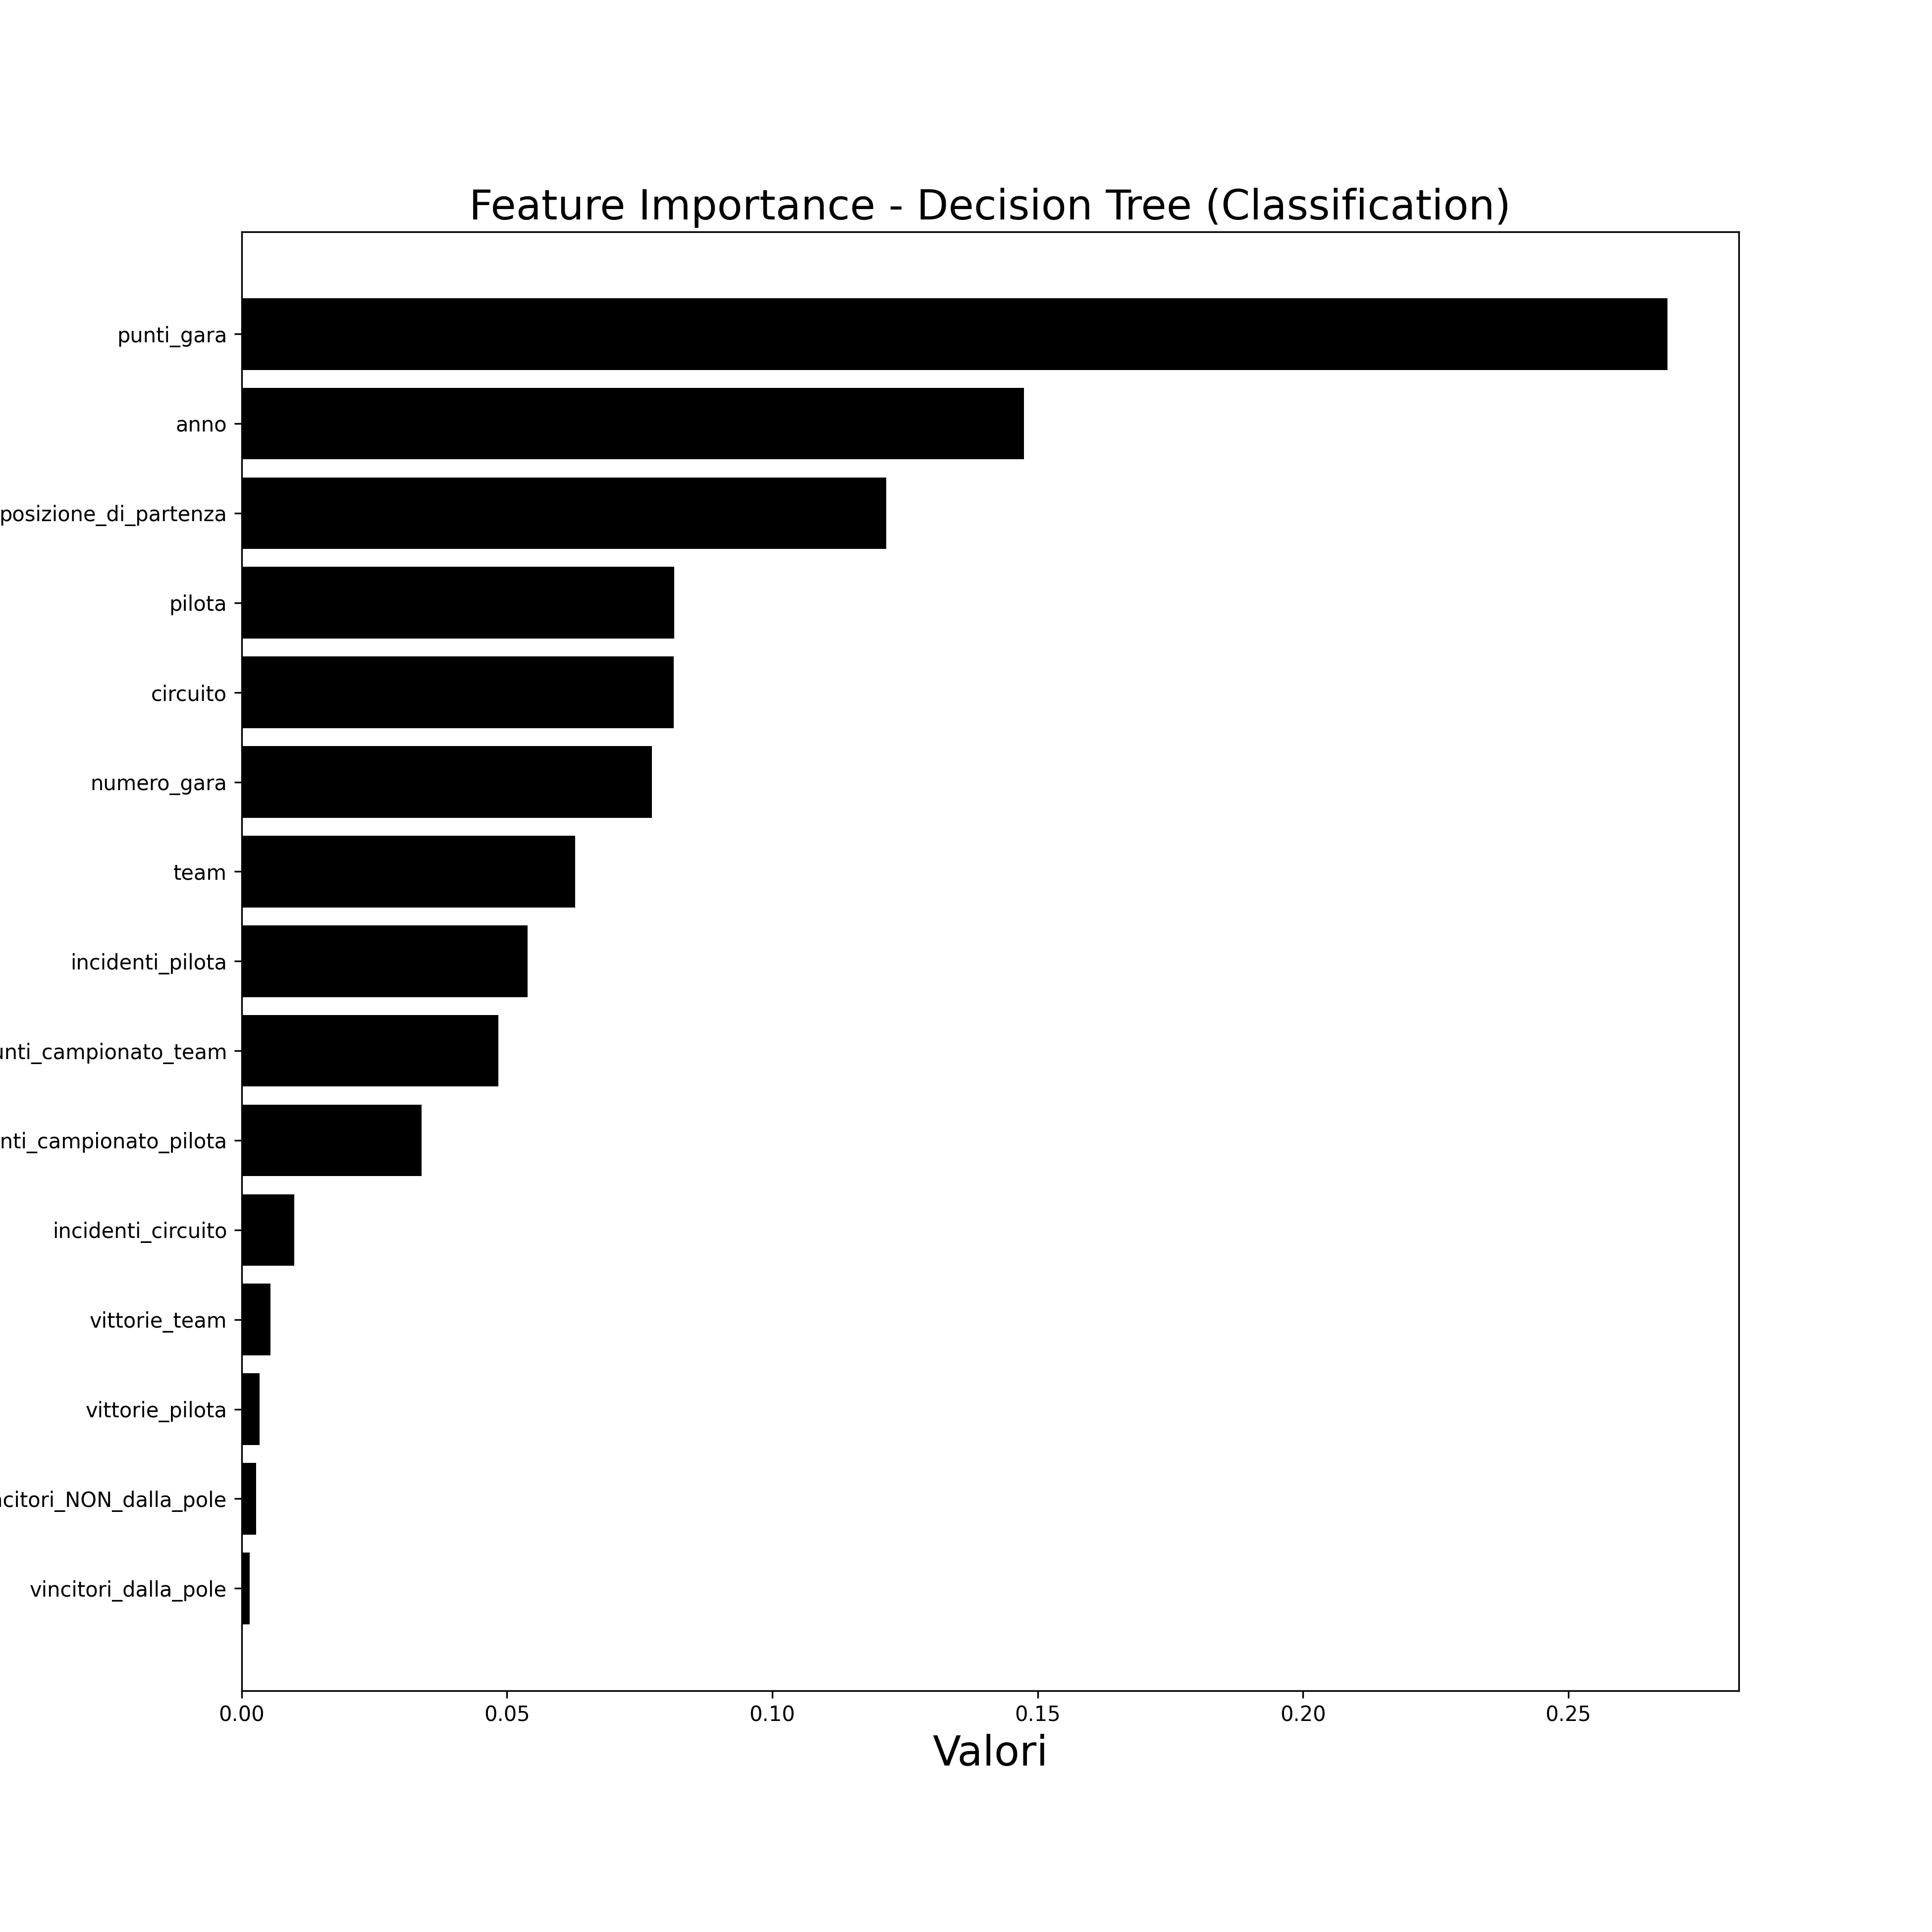 Feature Importance - Decision Tree (Classification)
punti_gara
anno
posizione_di_partenza
pilota
circuito
numero_gara
team
incidenti_pilota
unti_campionato_team
nti_campionato_pilota
incidenti_circuito
vittorie_team
vittorie_pilota
citori_NON_dalla_pole
vincitori_dalla_pole
0.00 0.05 0.10 0.15 0.20 0.25
Valori